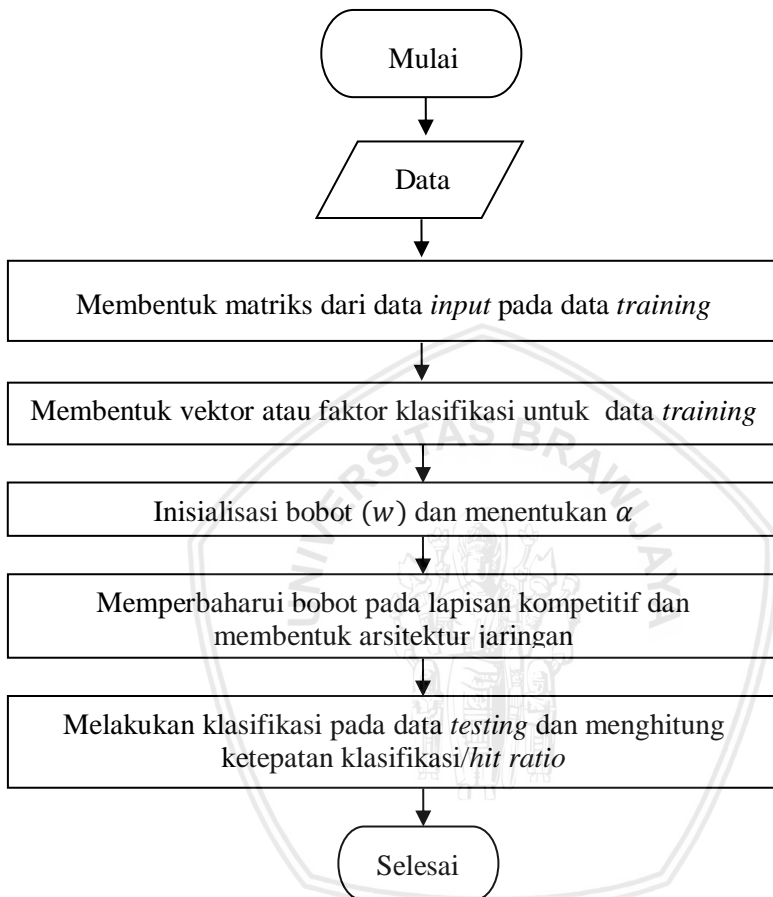 Mulai
Data
Membentuk matriks dari data input pada data training
Membentuk vektor atau faktor klasifikasi untuk data training
Inisialisasi bobot (w) dan menentukan α
Memperbaharui bobot pada lapisan kompetitif dan
membentuk arsitektur jaringan
Melakukan klasifikasi pada data testing dan menghitung
ketepatan klasifikasi/hit ratio
Selesai
UNIVERSITAS BRAWIJAYA